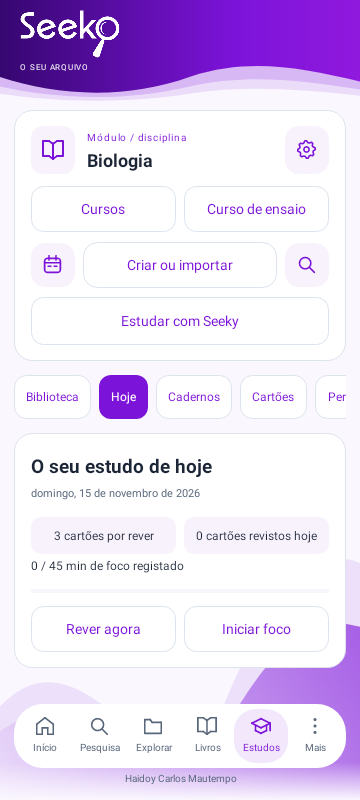 Seeko
O SEU ARQUIVO
Módulo / disciplina
Biologia
Cursos
Curso de ensaio
Criar ou importar
Estudar com Seeky
Biblioteca
Hoje
Cadernos
Cartões
Per
O seu estudo de hoje
domingo, 15 de novembro de 2026
3 cartões por rever
0 cartões revistos hoje
0 / 45 min de foco registado
Rever agora
Iniciar foco
Início
Pesquisa
Explorar
Livros
Estudos
Mais
Haidoy Carlos Mautempo